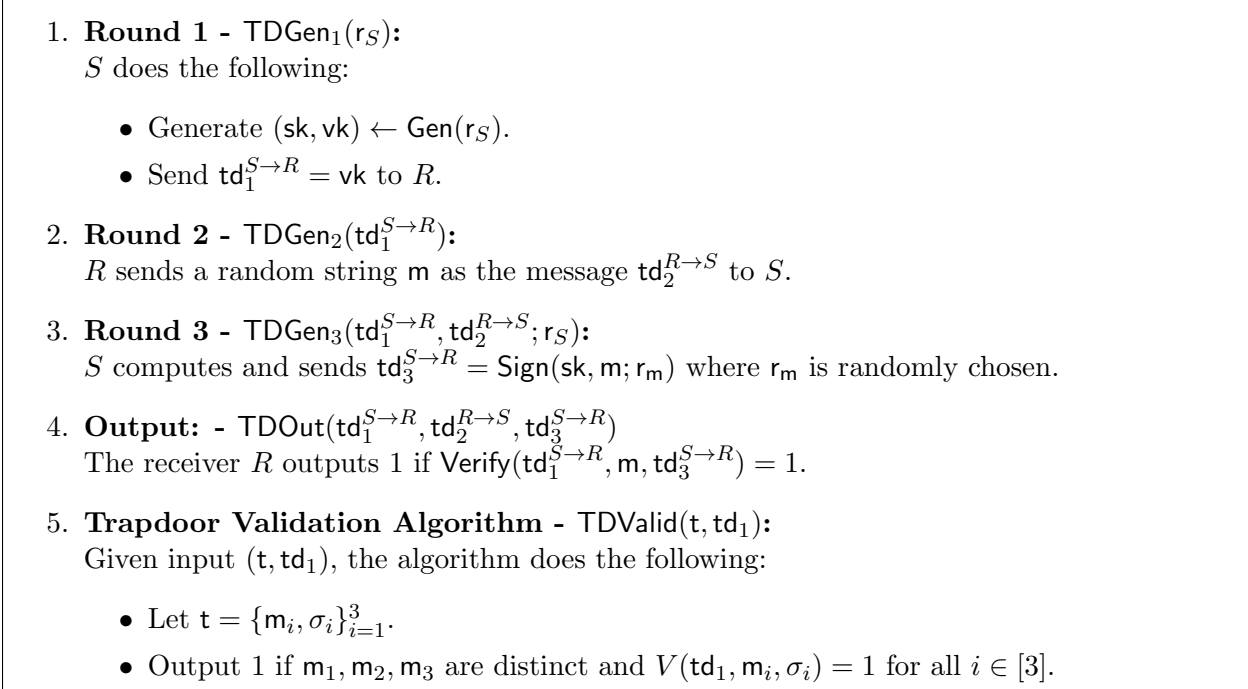 1. Round 1 - TDGen₁(r_S):
S does the following:
• Generate (sk, vk) ← Gen(r_S).
• Send td₁^{S→R} = vk to R.
2. Round 2 - TDGen₂(td₁^{S→R}):
R sends a random string m as the message td₂^{R→S} to S.
3. Round 3 - TDGen₃(td₁^{S→R}, td₂^{R→S}; r_S):
S computes and sends td₃^{S→R} = Sign(sk, m; r_m) where r_m is randomly chosen.
4. Output: - TDOut(td₁^{S→R}, td₂^{R→S}, td₃^{S→R})
The receiver R outputs 1 if Verify(td₁^{S→R}, m, td₃^{S→R}) = 1.
5. Trapdoor Validation Algorithm - TDValid(t, td₁):
Given input (t, td₁), the algorithm does the following:
• Let t = {m_i, σ_i}_{i=1}^3.
• Output 1 if m₁, m₂, m₃ are distinct and V(td₁, m_i, σ_i) = 1 for all i ∈ [3].